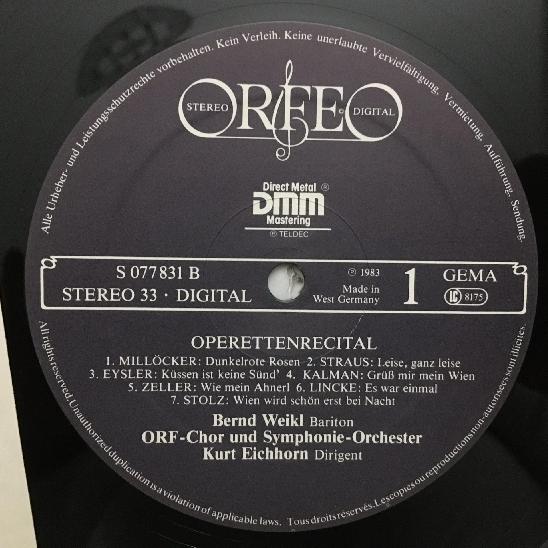 Alle Urheber- und Leistungsschutzrechte vorbehalten. Kein Verleih. Keine unerlaubte Vervielfältigung, Vermietung, Aufführung, Sendung.
STEREO ORFEO DIGITAL
Direct Metal ®
DMM
Mastering
℗ TELDEC
S 077831 B
STEREO 33 · DIGITAL
℗ 1983
Made in
West Germany
1
GEMA
LC 8175
OPERETTENRECITAL
1. MILLÖCKER: Dunkelrote Rosen 2. STRAUS: Leise, ganz leise
3. EYSLER: Küssen ist keine Sünd' 4. KALMAN: Grüß mir mein Wien
5. ZELLER: Wie mein Ahnerl 6. LINCKE: Es war einmal
7. STOLZ: Wien wird schön erst bei Nacht
Bernd Weikl Bariton
ORF-Chor und Symphonie-Orchester
Kurt Eichhorn Dirigent
All rights reserved. Unauthorized duplication is a violation of applicable laws. Tous droits réservés. Les copies ou reproductions non-autorisées sont illicites.